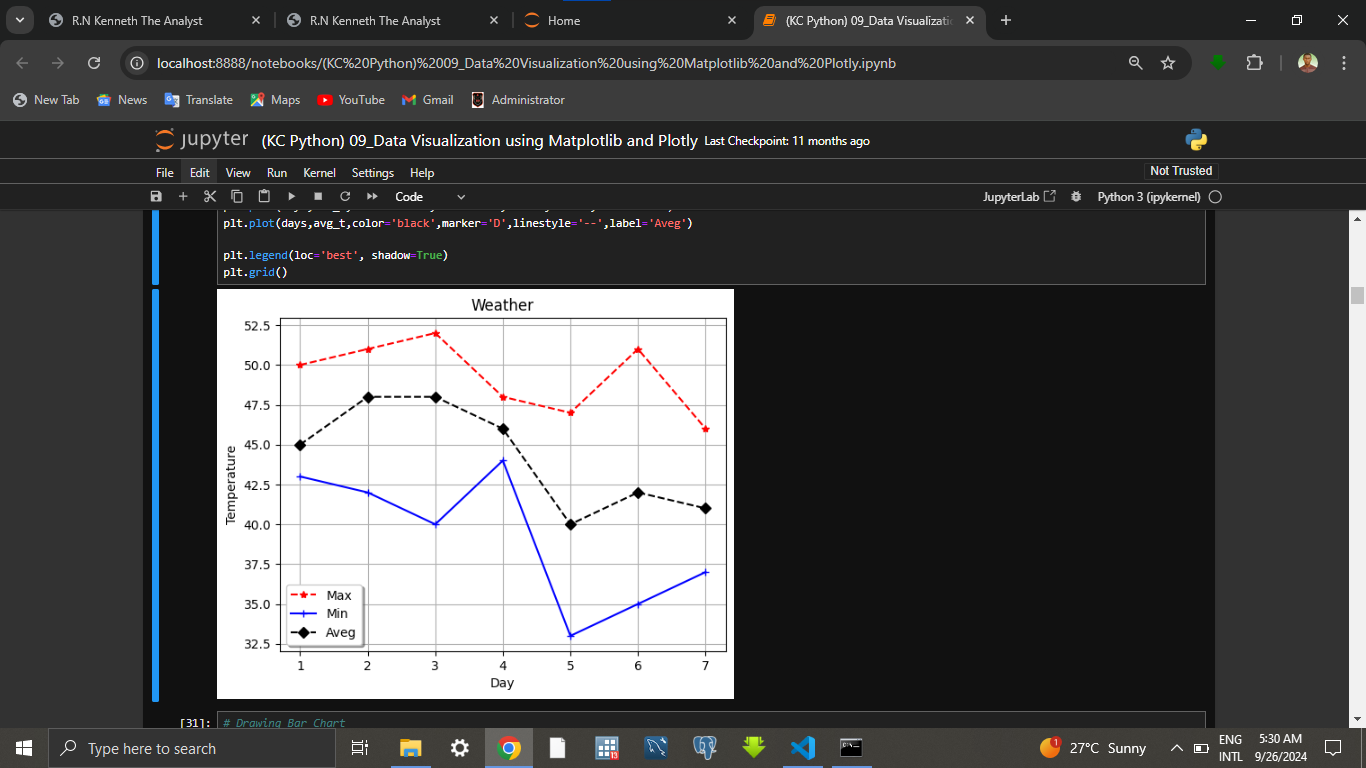 R.N Kenneth The Analyst
R.N Kenneth The Analyst
Home
(KC Python) 09_Data Visualizatio
localhost:8888/notebooks/(KC%20Python)%2009_Data%20Visualization%20using%20Matplotlib%20and%20Plotly.ipynb
New Tab News Translate Maps YouTube Gmail Administrator
jupyter (KC Python) 09_Data Visualization using Matplotlib and Plotly Last Checkpoint: 11 months ago
File Edit View Run Kernel Settings Help Not Trusted
Code JupyterLab Python 3 (ipykernel)
plt.plot(days,avg_t,color='black',marker='D',linestyle='--',label='Aveg')
plt.legend(loc='best', shadow=True)
plt.grid()
Weather
52.5
50.0
47.5
45.0
42.5
40.0
37.5
35.0
32.5
Temperature
Max
Min
Aveg
1 2 3 4 5 6 7
Day
[31]: # Drawing Bar Chart
Type here to search
13
1
27°C Sunny
ENG
INTL
5:30 AM
9/26/2024